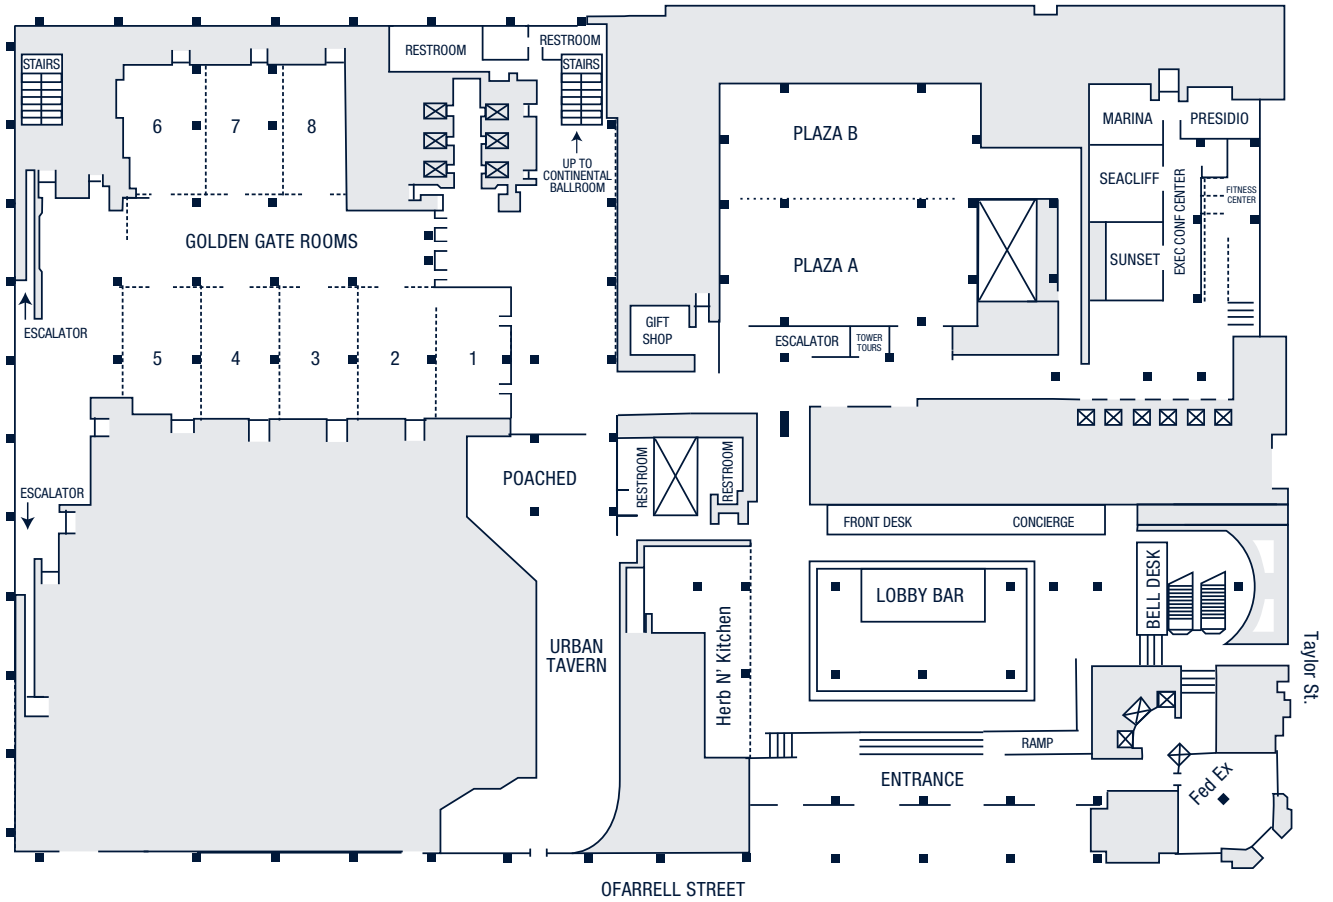 RESTROOM
RESTROOM
STAIRS
STAIRS
6
7
8
UP TO
CONTINENTAL
BALLROOM
PLAZA B
MARINA
PRESIDIO
SEACLIFF
EXEC CONF CENTER
FITNESS
CENTER
GOLDEN GATE ROOMS
PLAZA A
SUNSET
ESCALATOR
GIFT
SHOP
ESCALATOR
TOWER
TOURS
5
4
3
2
1
ESCALATOR
POACHED
RESTROOM
RESTROOM
FRONT DESK
CONCIERGE
LOBBY BAR
BELL DESK
URBAN
TAVERN
Herb N' Kitchen
Taylor St.
RAMP
ENTRANCE
Fed Ex
OFARRELL STREET